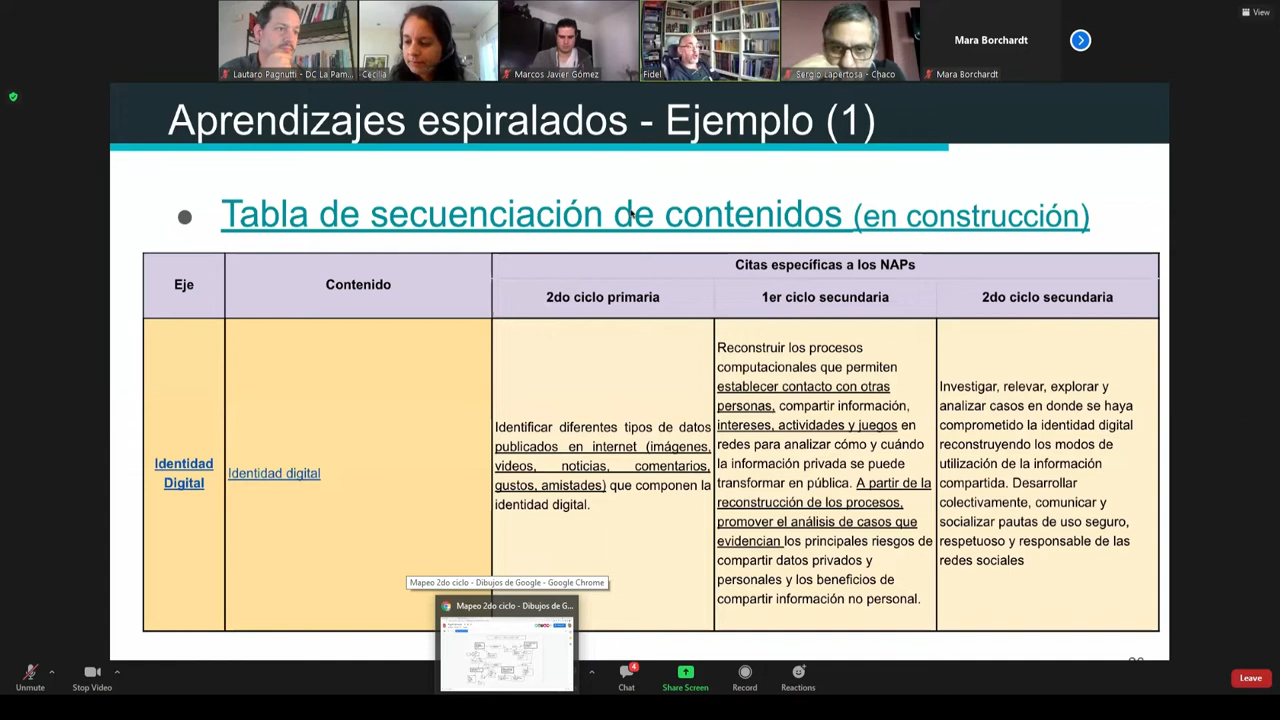 View
Mara Borchardt
Lautaro Pagnutti - DC La Pam...
Cecilia
Marcos Javier Gómez
Fidel
Sergio Lapertosa - Chaco
Mara Borchardt
Aprendizajes espiralados - Ejemplo (1)
Tabla de secuenciación de contenidos (en construcción)
Eje
Contenido
Citas específicas a los NAPs
2do ciclo primaria
1er ciclo secundaria
2do ciclo secundaria
Identidad
Digital
Identidad digital
Identificar diferentes tipos de datos
publicados en internet (imágenes,
videos, noticias, comentarios,
gustos, amistades) que componen la
identidad digital.
Reconstruir los procesos
computacionales que permiten
establecer contacto con otras
personas, compartir información,
intereses, actividades y juegos en
redes para analizar cómo y cuándo
la información privada se puede
transformar en pública. A partir de la
reconstrucción de los procesos,
promover el análisis de casos que
evidencian los principales riesgos de
compartir datos privados y
personales y los beneficios de
compartir información no personal.
Investigar, relevar, explorar y
analizar casos en donde se haya
comprometido la identidad digital
reconstruyendo los modos de
utilización de la información
compartida. Desarrollar
colectivamente, comunicar y
socializar pautas de uso seguro,
respetuoso y responsable de las
redes sociales
Mapeo 2do ciclo - Dibujos de Google - Google Chrome
Mapeo 2do ciclo - Dibujos de G...
Unmute
Stop Video
4
Chat
Share Screen
Record
Reactions
Leave